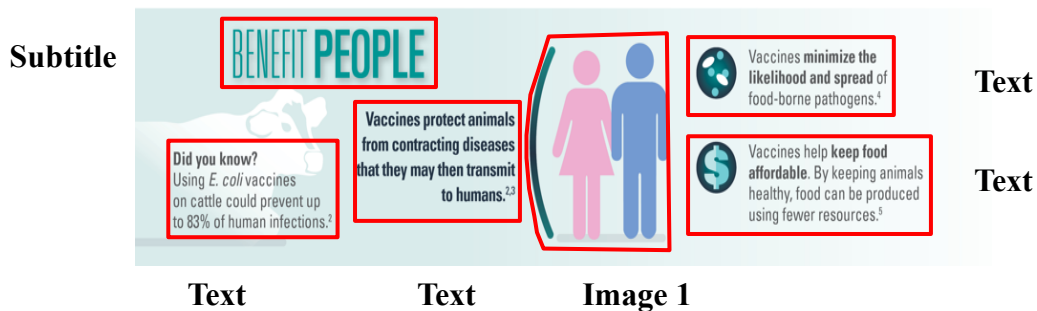 Subtitle
BENEFIT PEOPLE
Did you know?
Using E. coli vaccines
on cattle could prevent up
to 83% of human infections.2
Vaccines protect animals
from contracting diseases
that they may then transmit
to humans.2,3
Vaccines minimize the
likelihood and spread of
food-borne pathogens.4
Text
$
Vaccines help keep food
affordable. By keeping animals
healthy, food can be produced
using fewer resources.5
Text
Text
Text
Image 1